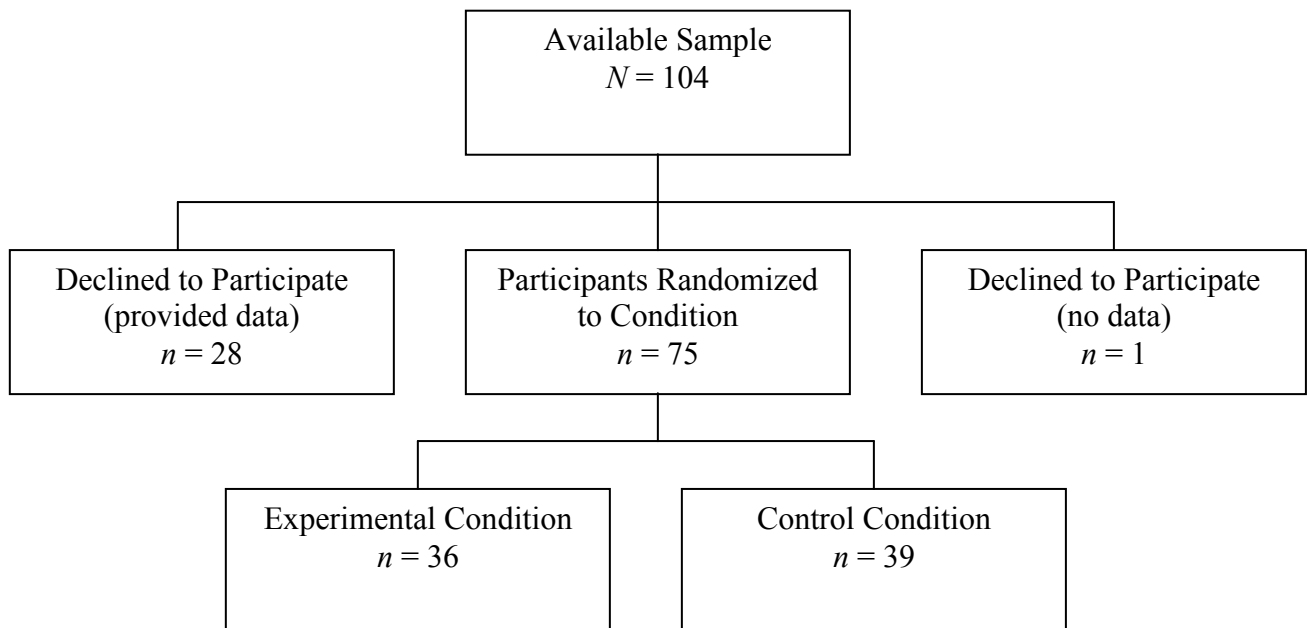 Available Sample
N = 104
Declined to Participate
(provided data)
n = 28
Participants Randomized
to Condition
n = 75
Declined to Participate
(no data)
n = 1
Experimental Condition
n = 36
Control Condition
n = 39